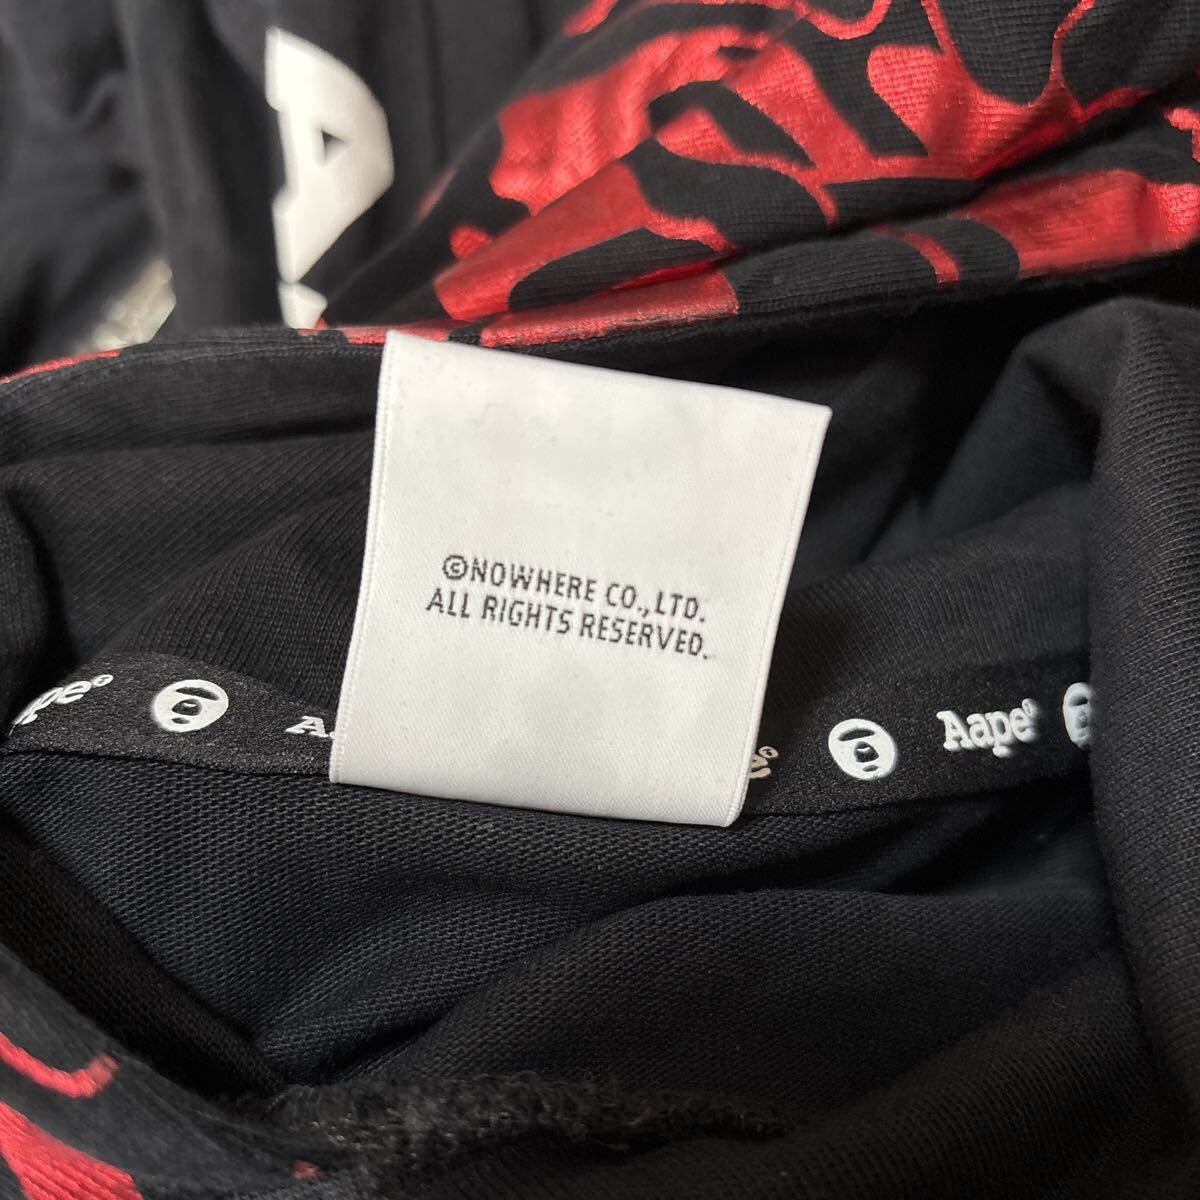 A
©NOWHERE CO., LTD.
ALL RIGHTS RESERVED.
Aape®